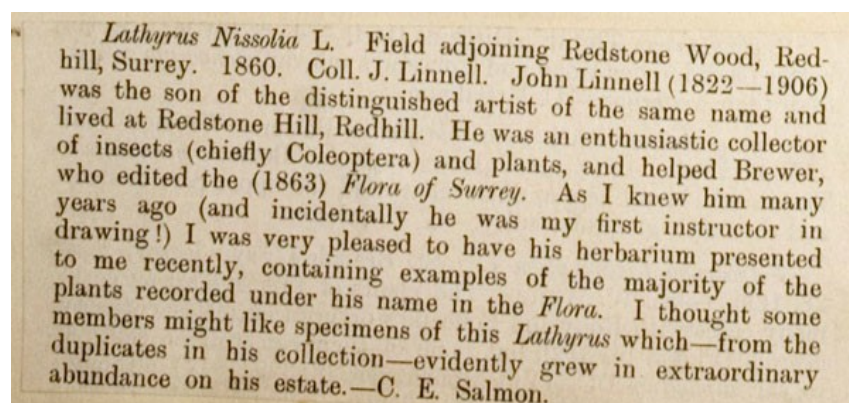 Lathyrus Nissolia L. Field adjoining Redstone Wood, Red-
hill, Surrey. 1860. Coll. J. Linnell. John Linnell (1822—1906)
was the son of the distinguished artist of the same name and
lived at Redstone Hill, Redhill. He was an enthusiastic collector
of insects (chiefly Coleoptera) and plants, and helped Brewer,
who edited the (1863) Flora of Surrey. As I knew him many
years ago (and incidentally he was my first instructor in
drawing!) I was very pleased to have his herbarium presented
to me recently, containing examples of the majority of the
plants recorded under his name in the Flora. I thought some
members might like specimens of this Lathyrus which—from the
duplicates in his collection—evidently grew in extraordinary
abundance on his estate.—C. E. Salmon.